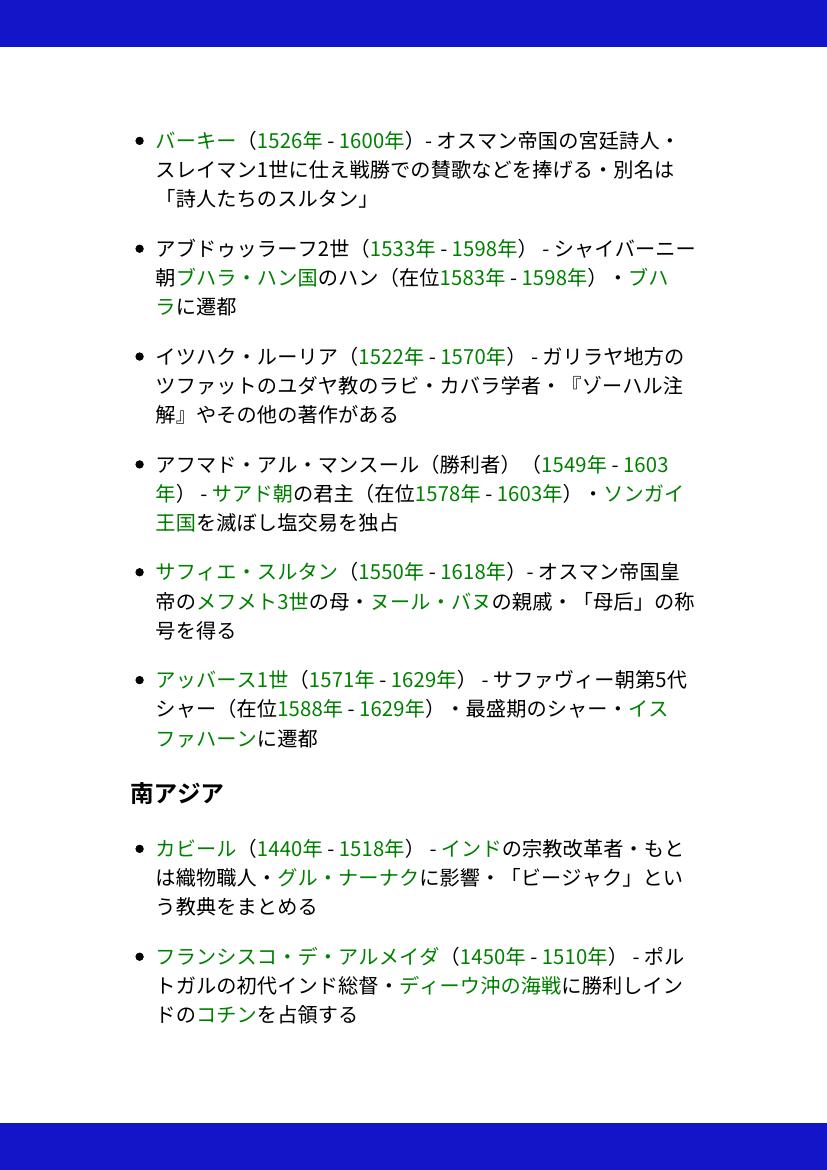 バーキー（1526年 - 1600年）- オスマン帝国の宮廷詩人・
スレイマン1世に仕え戦勝での賛歌などを捧げる・別名は
「詩人たちのスルタン」
アブドゥッラーフ2世（1533年 - 1598年） - シャイバーニー
朝ブハラ・ハン国のハン（在位1583年 - 1598年）・ブハ
ラに遷都
イツハク・ルーリア（1522年 - 1570年） - ガリラヤ地方の
ツファットのユダヤ教のラビ・カバラ学者・『ゾーハル注
解』やその他の著作がある
アフマド・アル・マンスール（勝利者）（1549年 - 1603
年） - サアド朝の君主（在位1578年 - 1603年）・ソンガイ
王国を滅ぼし塩交易を独占
サフィエ・スルタン（1550年 - 1618年）- オスマン帝国皇
帝のメフメト3世の母・ヌール・バヌの親戚・「母后」の称
号を得る
アッバース1世（1571年 - 1629年） - サファヴィー朝第5代
シャー（在位1588年 - 1629年）・最盛期のシャー・イス
ファハーンに遷都
南アジア
カビール（1440年 - 1518年） - インドの宗教改革者・もと
は織物職人・グル・ナーナクに影響・「ビージャク」とい
う教典をまとめる
フランシスコ・デ・アルメイダ（1450年 - 1510年） - ポル
トガルの初代インド総督・ディーウ沖の海戦に勝利しイン
ドのコチンを占領する